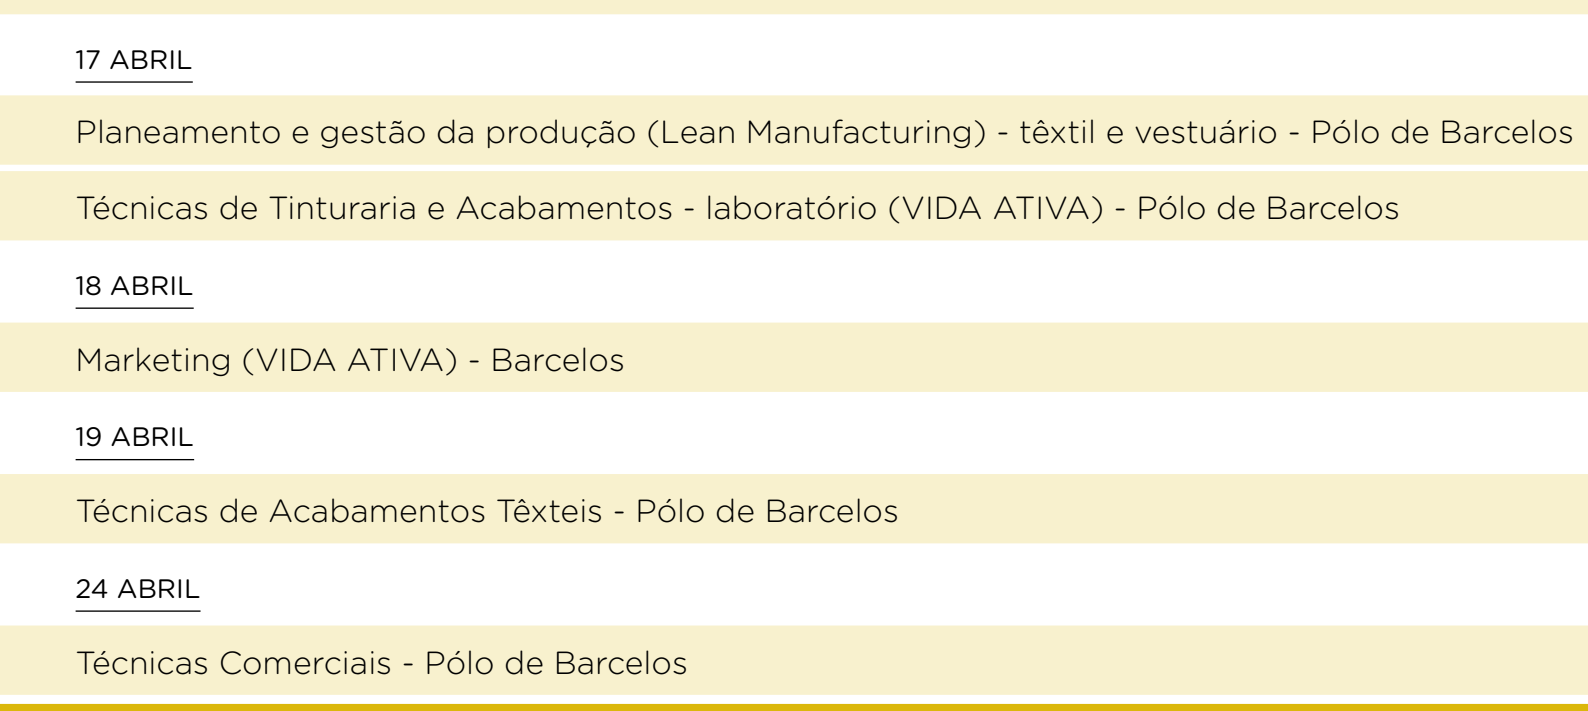 17 ABRIL
Planeamento e gestão da produção (Lean Manufacturing) - têxtil e vestuário - Pólo de Barcelos
Técnicas de Tinturaria e Acabamentos - laboratório (VIDA ATIVA) - Pólo de Barcelos
18 ABRIL
Marketing (VIDA ATIVA) - Barcelos
19 ABRIL
Técnicas de Acabamentos Têxteis - Pólo de Barcelos
24 ABRIL
Técnicas Comerciais - Pólo de Barcelos